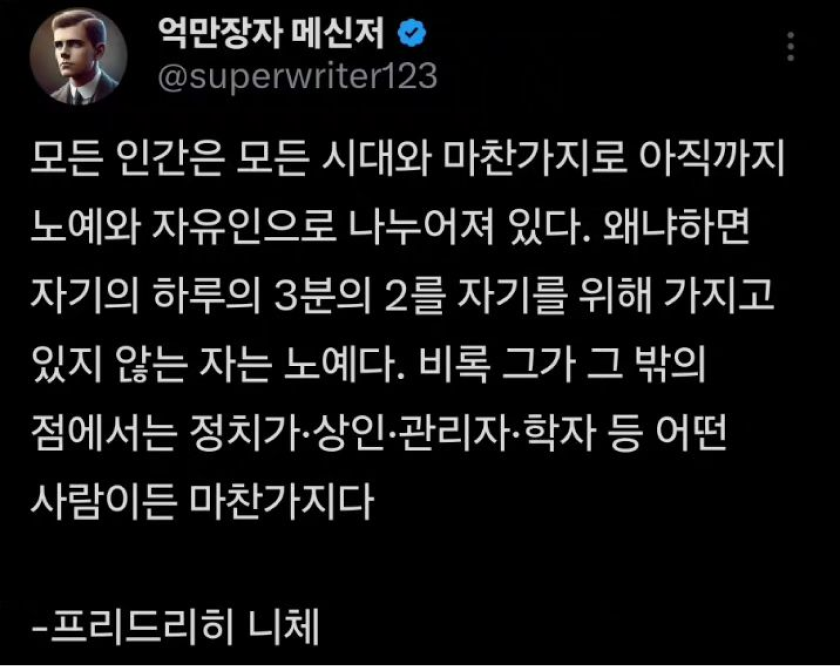 억만장자 메신저
@superwriter123
모든 인간은 모든 시대와 마찬가지로 아직까지
노예와 자유인으로 나누어져 있다. 왜냐하면
자기의 하루의 3분의 2를 자기를 위해 가지고
있지 않는 자는 노예다. 비록 그가 그 밖의
점에서는 정치가·상인·관리자·학자 등 어떤
사람이든 마찬가지다
-프리드리히 니체